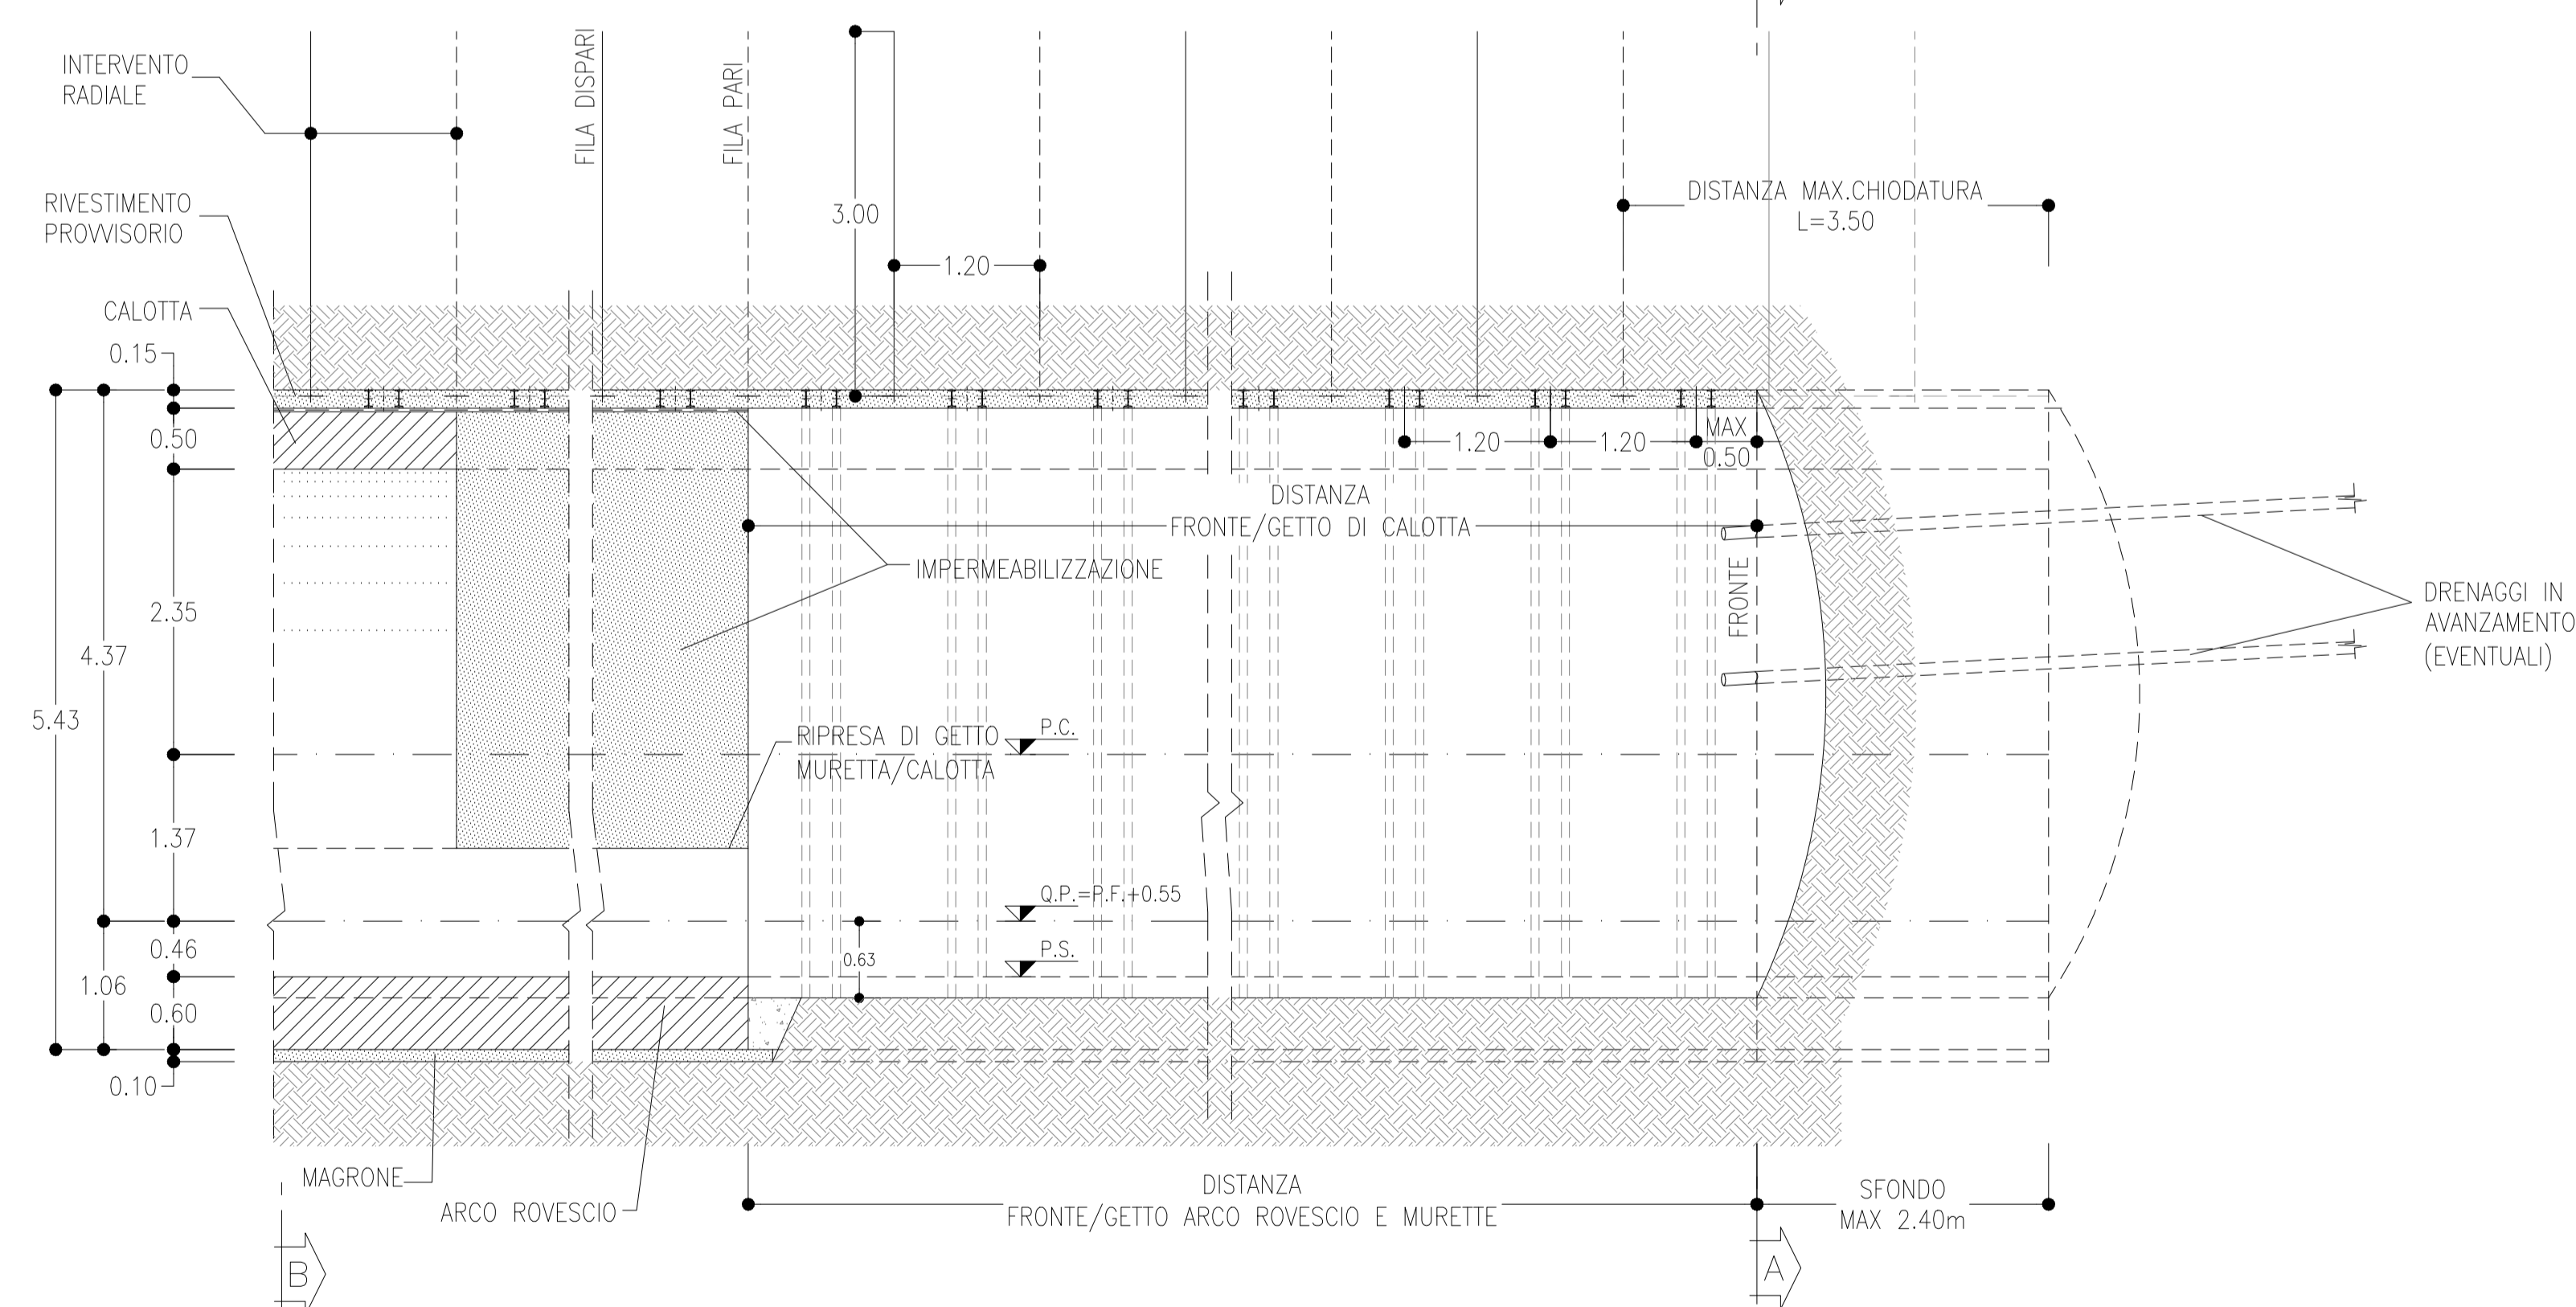 INTERVENTO
RADIALE
FILA DISPARI
FILA PARI
3.00
1.20
DISTANZA MAX.CHIODATURA
L=3.50
RIVESTIMENTO
PROVVISORIO
CALOTTA
0.15
0.50
2.35
4.37
5.43
1.37
0.46
1.06
0.60
0.10
1.20
1.20
MAX
0.50
DISTANZA
FRONTE/GETTO DI CALOTTA
IMPERMEABILIZZAZIONE
FRONTE
DRENAGGI IN
AVANZAMENTO
(EVENTUALI)
RIPRESA DI GETTO
MURETTA/CALOTTA
P.C.
Q.P.=P.F.+0.55
0.63
P.S.
MAGRONE
ARCO ROVESCIO
DISTANZA
FRONTE/GETTO ARCO ROVESCIO E MURETTE
SFONDO
MAX 2.40m
B
A